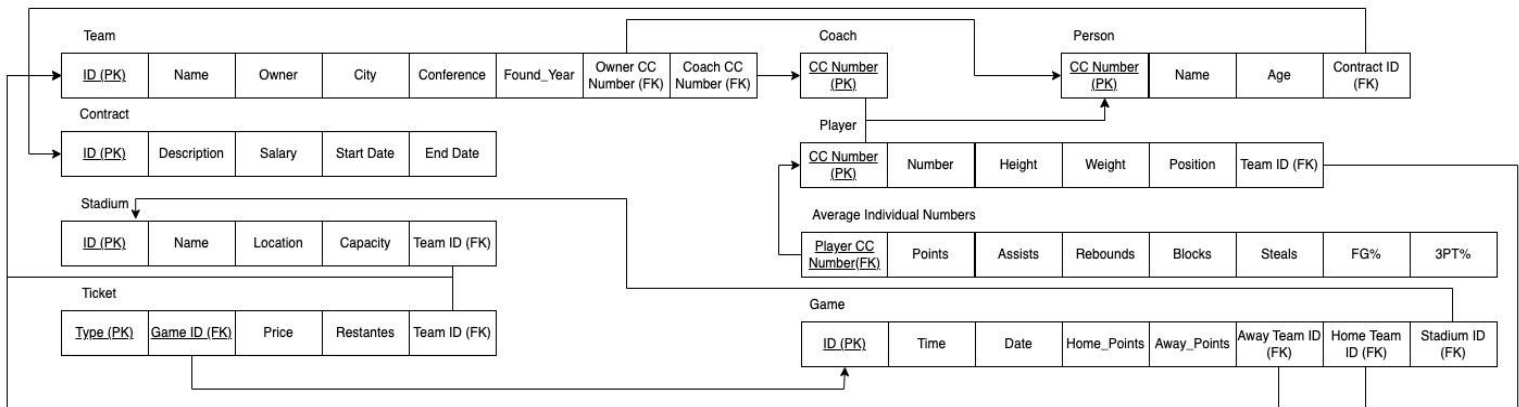 Team
ID (PK)
Name
Owner
City
Conference
Found_Year
Owner CC
Number (FK)
Coach CC
Number (FK)
Coach
CC Number
(PK)
Person
CC Number
(PK)
Name
Age
Contract ID
(FK)
Contract
ID (PK)
Description
Salary
Start Date
End Date
Player
CC Number
(PK)
Number
Height
Weight
Position
Team ID (FK)
Stadium
ID (PK)
Name
Location
Capacity
Team ID (FK)
Average Individual Numbers
Player CC
Number(FK)
Points
Assists
Rebounds
Blocks
Steals
FG%
3PT%
Ticket
Type (PK)
Game ID (FK)
Price
Restantes
Team ID (FK)
Game
ID (PK)
Time
Date
Home_Points
Away_Points
Away Team ID
(FK)
Home Team
ID (FK)
Stadium ID
(FK)